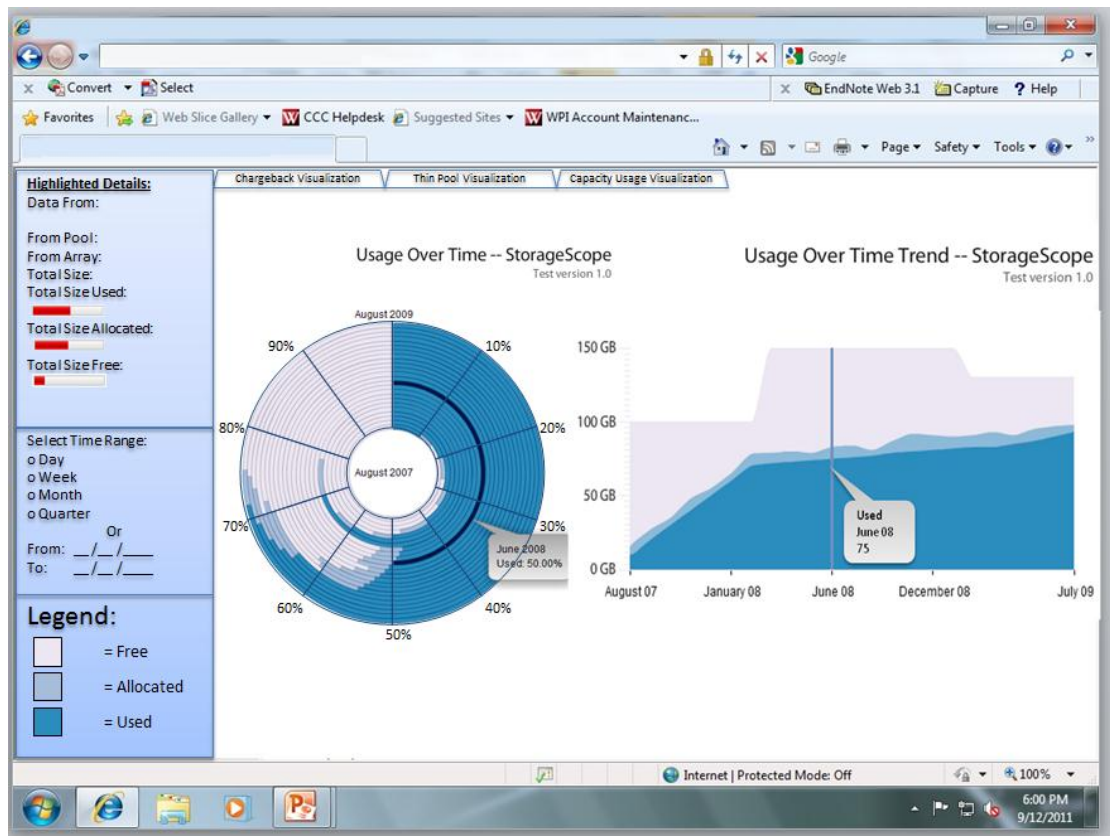 Google
Convert
Select
EndNote Web 3.1
Capture
? Help
Favorites
Web Slice Gallery
CCC Helpdesk
Suggested Sites
WPI Account Maintenanc...
Page
Safety
Tools
Highlighted Details:
Data From:
From Pool:
From Array:
Total Size:
Total Size Used:
Total Size Allocated:
Total Size Free:
Select Time Range:
o Day
o Week
o Month
o Quarter
Or
From: __/__/____
To: __/__/____
Legend:
= Free
= Allocated
= Used
Chargeback Visualization
Thin Pool Visualization
Capacity Usage Visualization
Usage Over Time -- StorageScope
Test version 1.0
August 2009
10%
20%
30%
40%
50%
60%
70%
80%
90%
August 2007
June 2008
Used: 50.00%
Usage Over Time Trend -- StorageScope
Test version 1.0
150 GB
100 GB
50 GB
0 GB
Used
June 08
75
August 07
January 08
June 08
December 08
July 09
Internet | Protected Mode: Off
100%
6:00 PM
9/12/2011